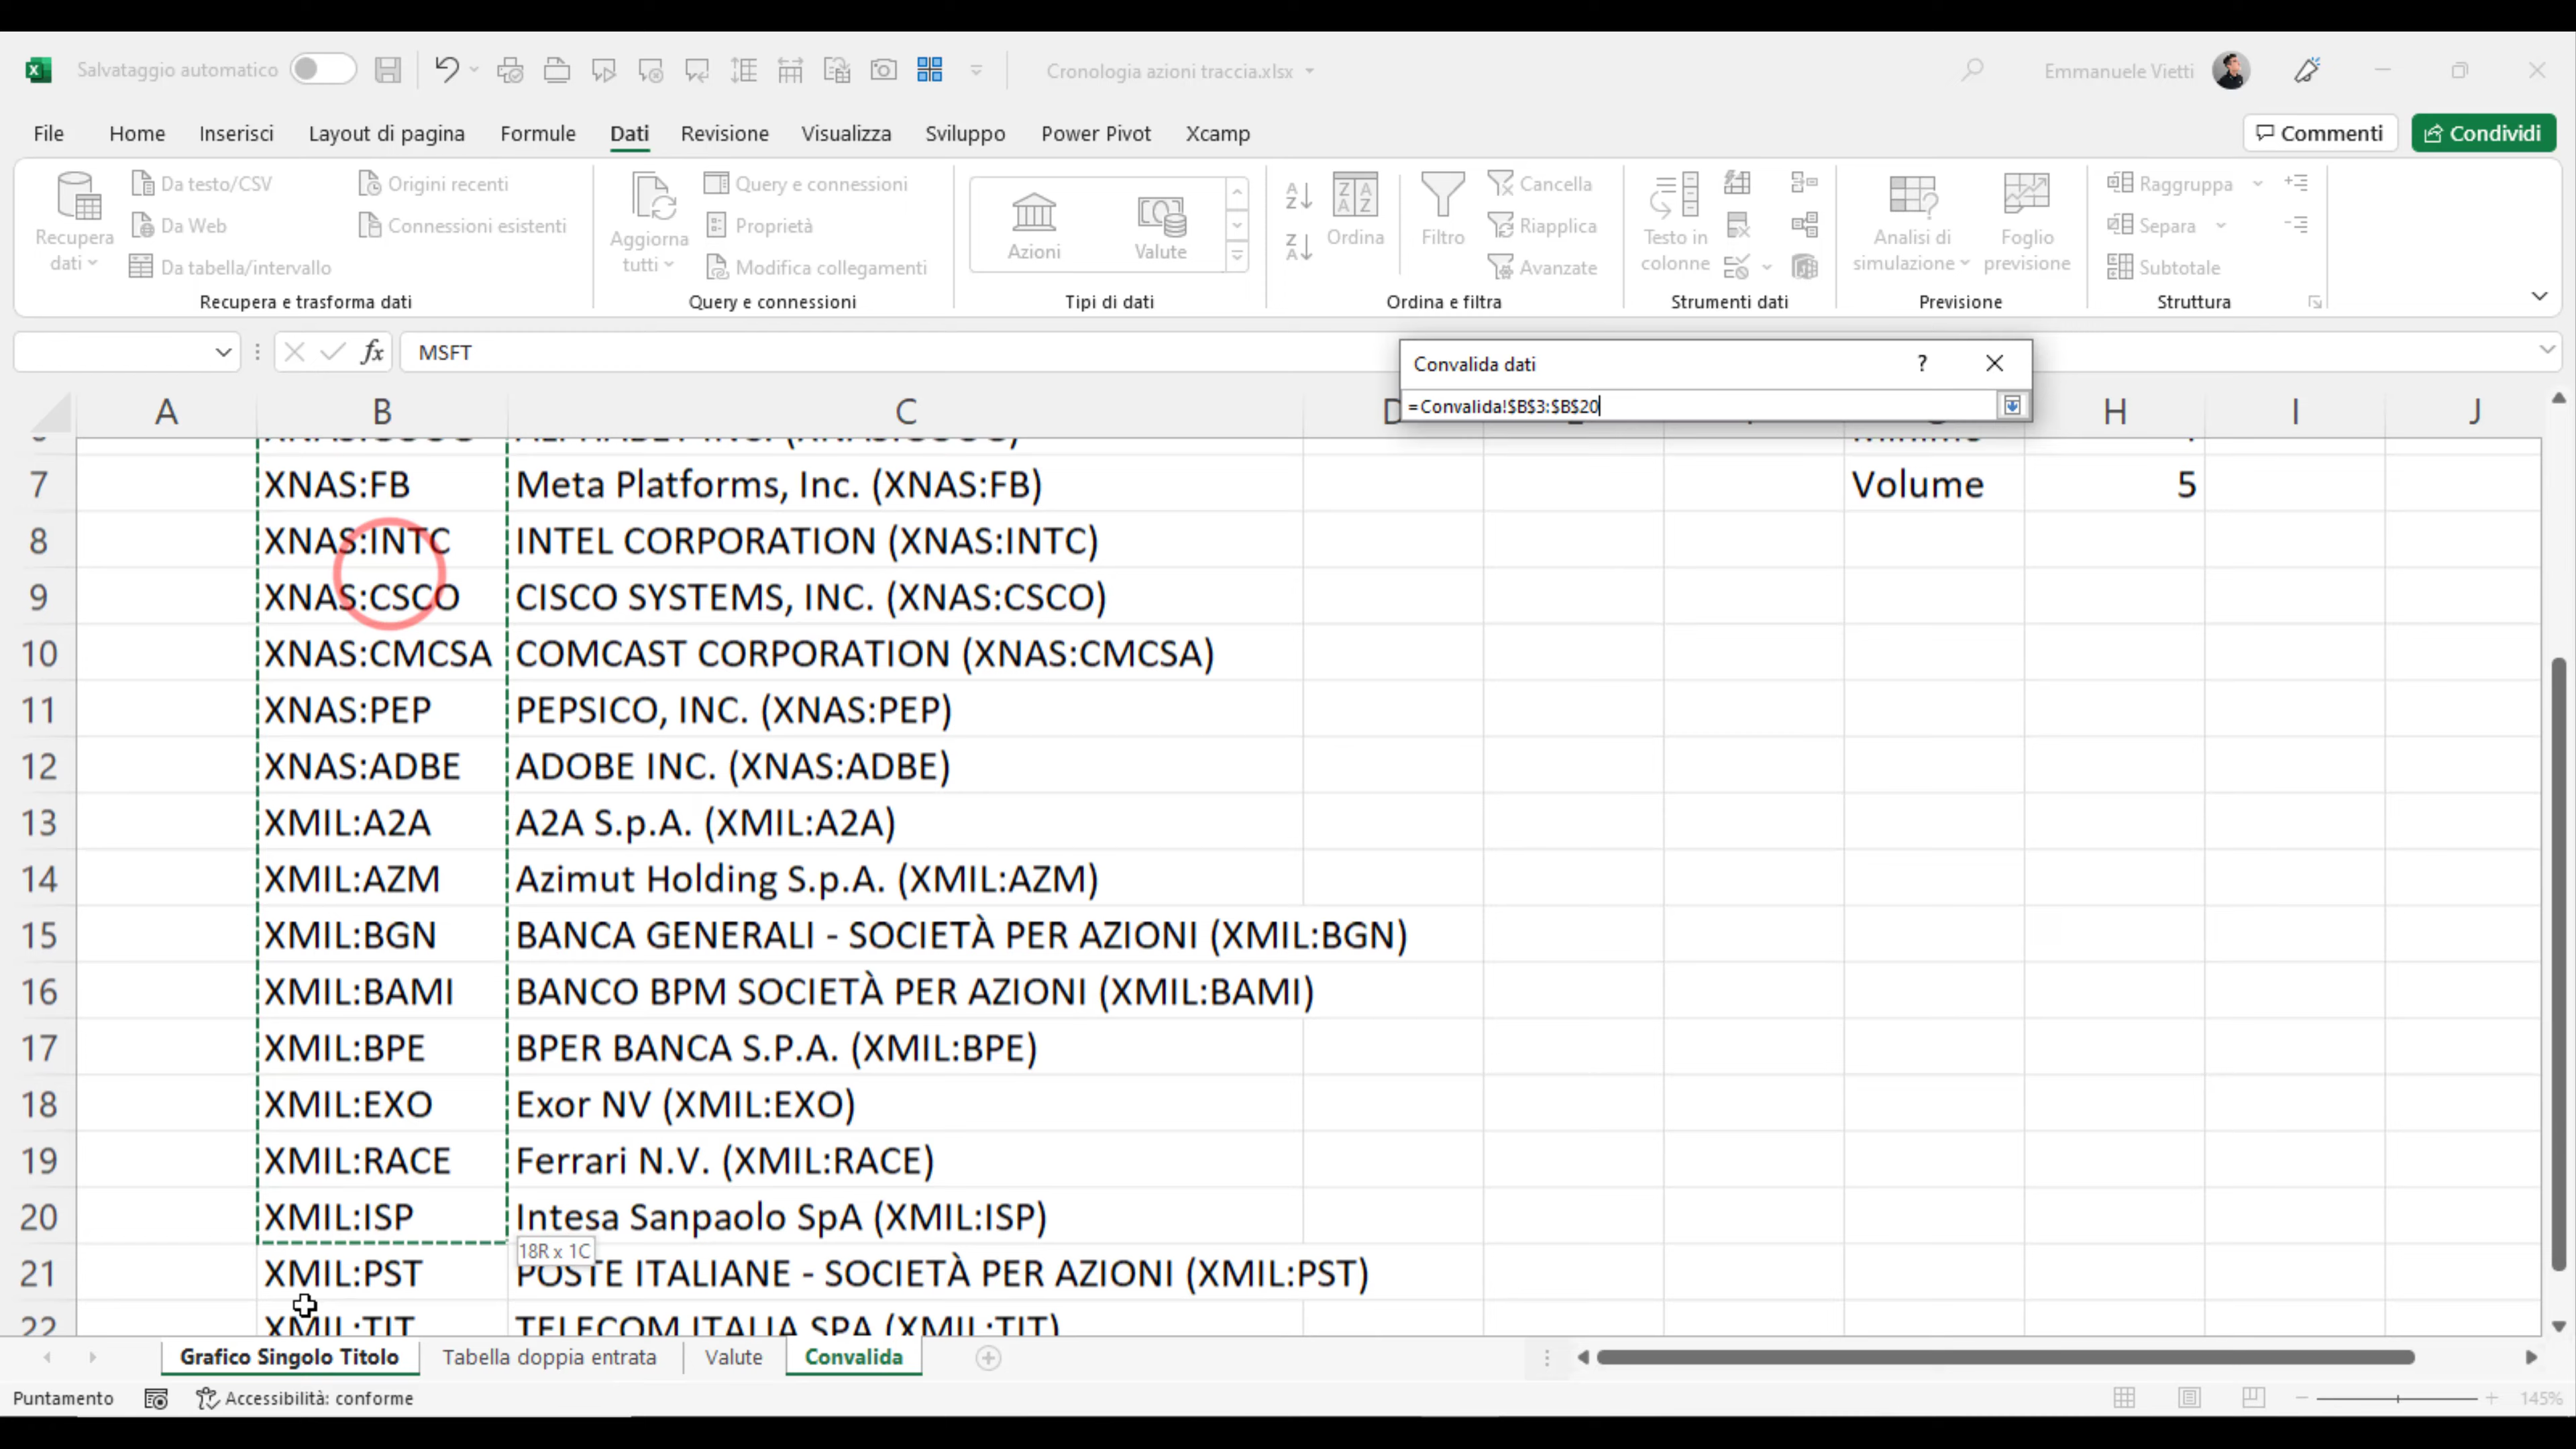 Salvataggio automatico
Cronologia azioni traccia.xlsx
Emmanuele Vietti
File Home Inserisci Layout di pagina Formule Dati Revisione Visualizza Sviluppo Power Pivot Xcamp
Commenti
Condividi
Recupera dati
Da testo/CSV
Da Web
Da tabella/intervallo
Origini recenti
Connessioni esistenti
Recupera e trasforma dati
Aggiorna tutti
Query e connessioni
Proprietà
Modifica collegamenti
Query e connessioni
Azioni
Valute
Tipi di dati
Ordina
Filtro
Cancella
Riapplica
Avanzate
Ordina e filtra
Testo in colonne
Strumenti dati
Analisi di simulazione
Foglio previsione
Previsione
Raggruppa
Separa
Subtotale
Struttura
fx
MSFT
Convalida dati ?
=Convalida!$B$3:$B$20
A B C D H I J
7 XNAS:FB Meta Platforms, Inc. (XNAS:FB) Volume 5
8 XNAS:INTC INTEL CORPORATION (XNAS:INTC)
9 XNAS:CSCO CISCO SYSTEMS, INC. (XNAS:CSCO)
10 XNAS:CMCSA COMCAST CORPORATION (XNAS:CMCSA)
11 XNAS:PEP PEPSICO, INC. (XNAS:PEP)
12 XNAS:ADBE ADOBE INC. (XNAS:ADBE)
13 XMIL:A2A A2A S.p.A. (XMIL:A2A)
14 XMIL:AZM Azimut Holding S.p.A. (XMIL:AZM)
15 XMIL:BGN BANCA GENERALI - SOCIETÀ PER AZIONI (XMIL:BGN)
16 XMIL:BAMI BANCO BPM SOCIETÀ PER AZIONI (XMIL:BAMI)
17 XMIL:BPE BPER BANCA S.P.A. (XMIL:BPE)
18 XMIL:EXO Exor NV (XMIL:EXO)
19 XMIL:RACE Ferrari N.V. (XMIL:RACE)
20 XMIL:ISP Intesa Sanpaolo SpA (XMIL:ISP)
18R x 1C
21 XMIL:PST POSTE ITALIANE - SOCIETÀ PER AZIONI (XMIL:PST)
22 XMIL:TIT TELECOM ITALIA SPA (XMIL:TIT)
Grafico Singolo Titolo Tabella doppia entrata Valute Convalida
Puntamento
Accessibilità: conforme
145%